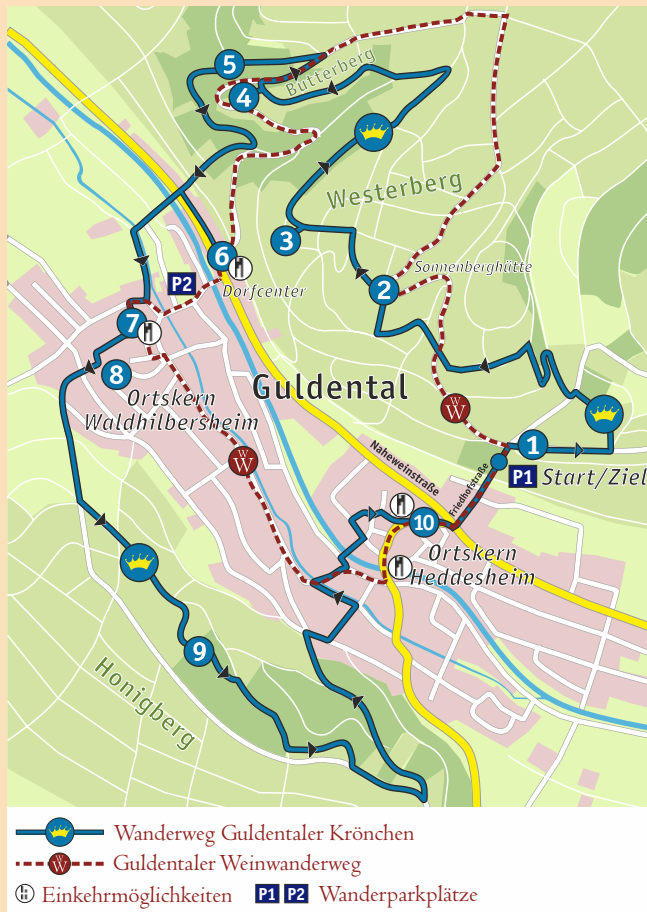 5
Butterberg
4
Westerberg
3
6
P2
Dorfcenter
Sonnenberghütte
2
7
8
Ortskern
Waldhilbersheim
Guldental
W
W
1
P1 Start/Ziel
Naheweinstraße
Friedhofstraße
W
W
10
Ortskern
Heddesheim
9
Honigberg
Wanderweg Guldentaler Krönchen
W
W
Guldentaler Weinwanderweg
Einkehrmöglichkeiten P1 P2 Wanderparkplätze